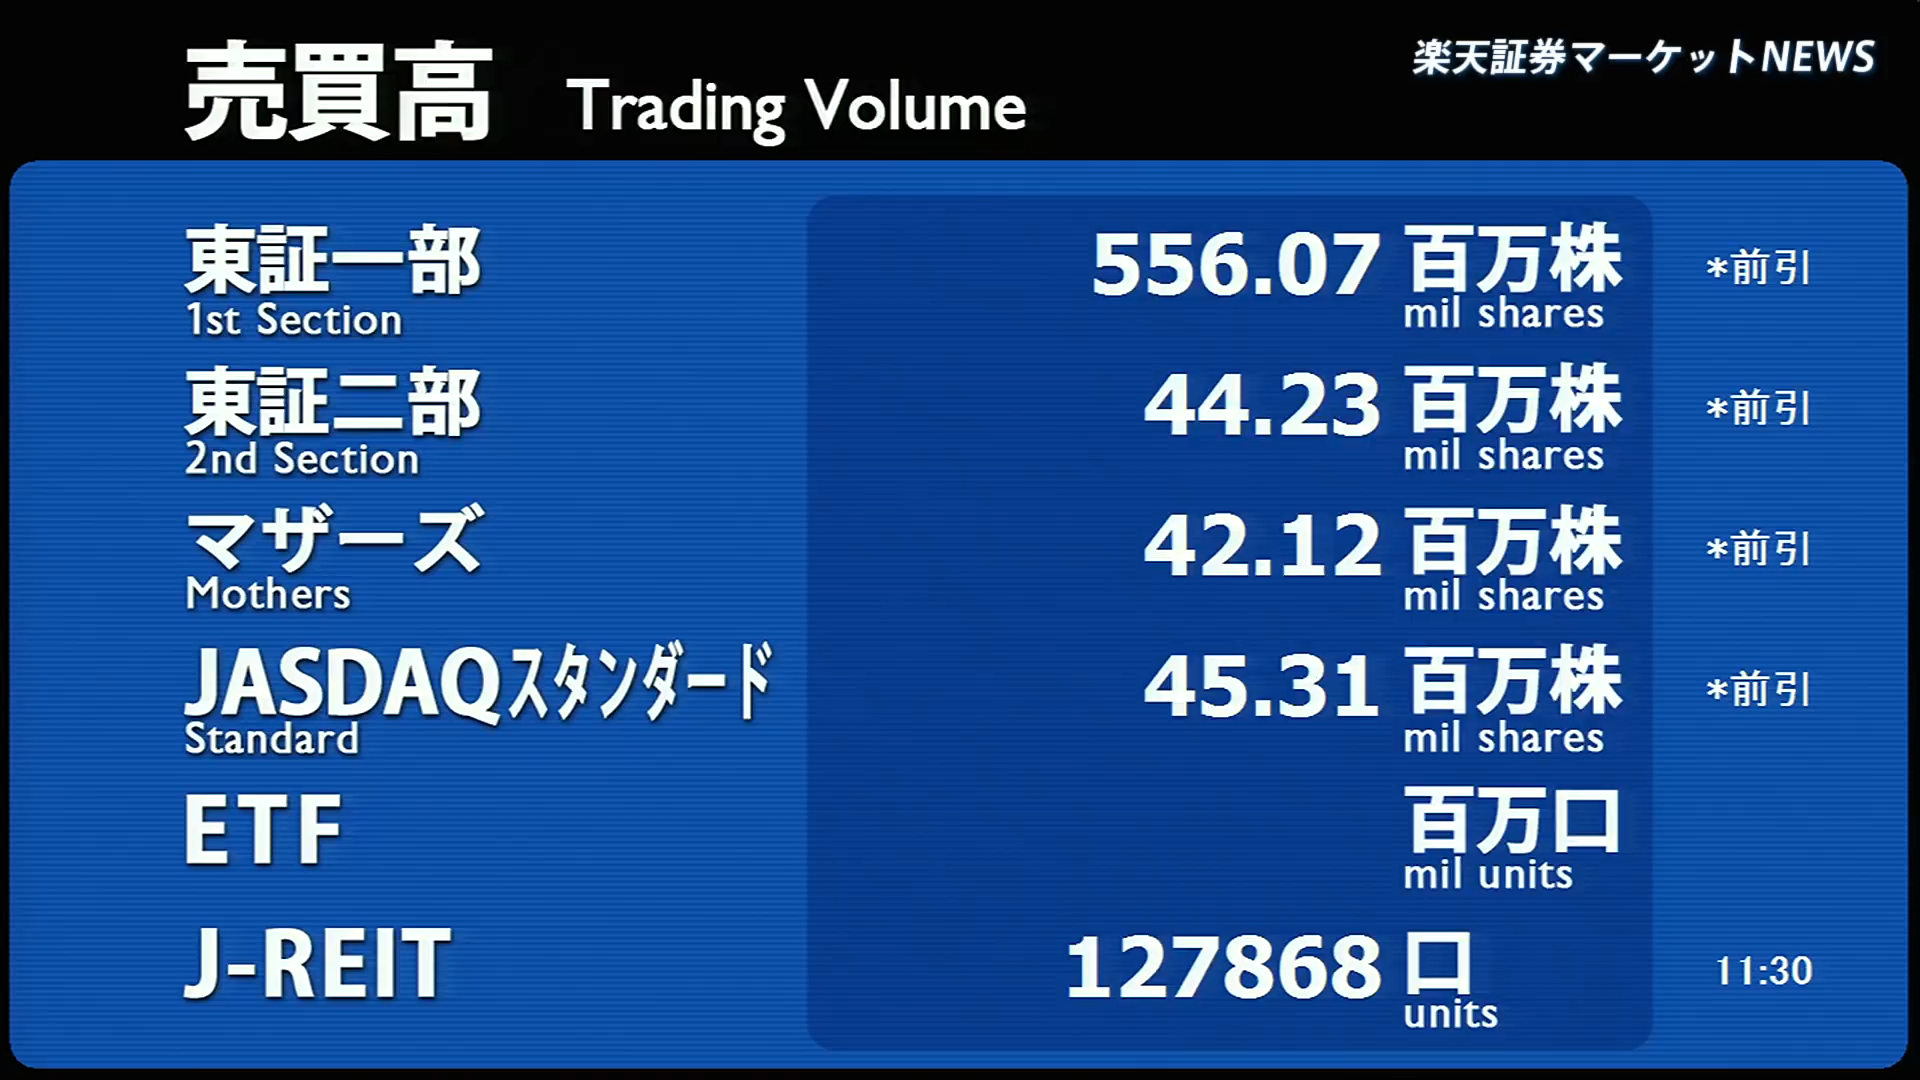 売買高 Trading Volume
楽天証券マーケットNEWS
東証一部 556.07 百万株 *前引
1st Section mil shares
東証二部 44.23 百万株 *前引
2nd Section mil shares
マザーズ 42.12 百万株 *前引
Mothers mil shares
JASDAQｽﾀﾝﾀﾞｰﾄﾞ 45.31 百万株 *前引
Standard mil shares
ETF 百万口
mil units
J-REIT 127868 口 11:30
units